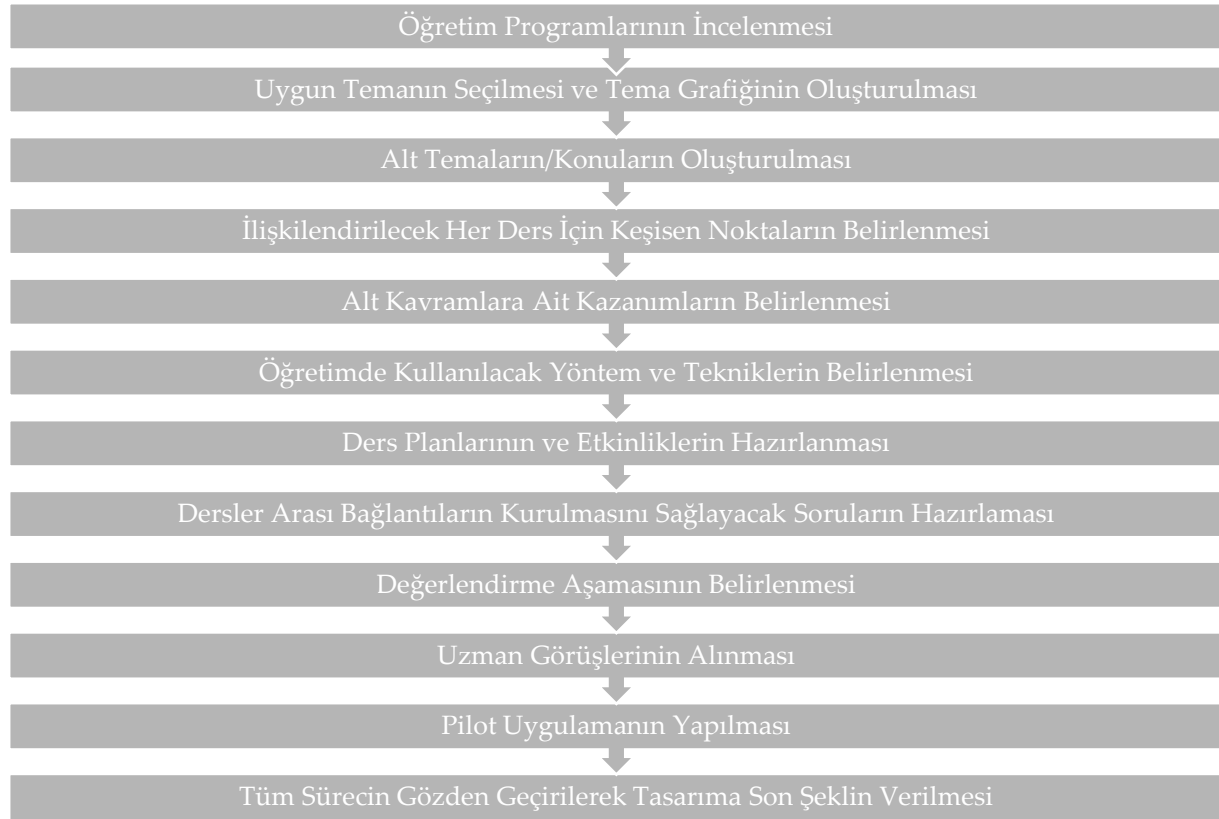 Öğretim Programlarının İncelenmesi
Uygun Temanın Seçilmesi ve Tema Grafiğinin Oluşturulması
Alt Temaların/Konuların Oluşturulması
İlişkilendirilecek Her Ders İçin Keşisen Noktaların Belirlenmesi
Alt Kavramlara Ait Kazanımların Belirlenmesi
Öğretimde Kullanılacak Yöntem ve Tekniklerin Belirlenmesi
Ders Planlarının ve Etkinliklerin Hazırlanması
Dersler Arası Bağlantıların Kurulmasını Sağlayacak Soruların Hazırlaması
Değerlendirme Aşamasının Belirlenmesi
Uzman Görüşlerinin Alınması
Pilot Uygulamanın Yapılması
Tüm Sürecin Gözden Geçirilerek Tasarıma Son Şeklin Verilmesi